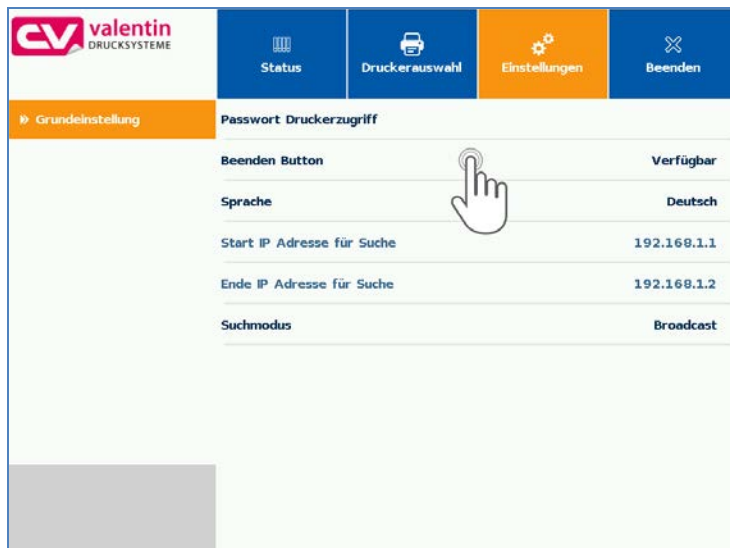 CV valentin
DRUCKSYSTEME
Status
Druckerauswahl
Einstellungen
Beenden
Grundeinstellung
Passwort Druckerzugriff
Beenden Button Verfügbar
Sprache Deutsch
Start IP Adresse für Suche 192.168.1.1
Ende IP Adresse für Suche 192.168.1.2
Suchmodus Broadcast